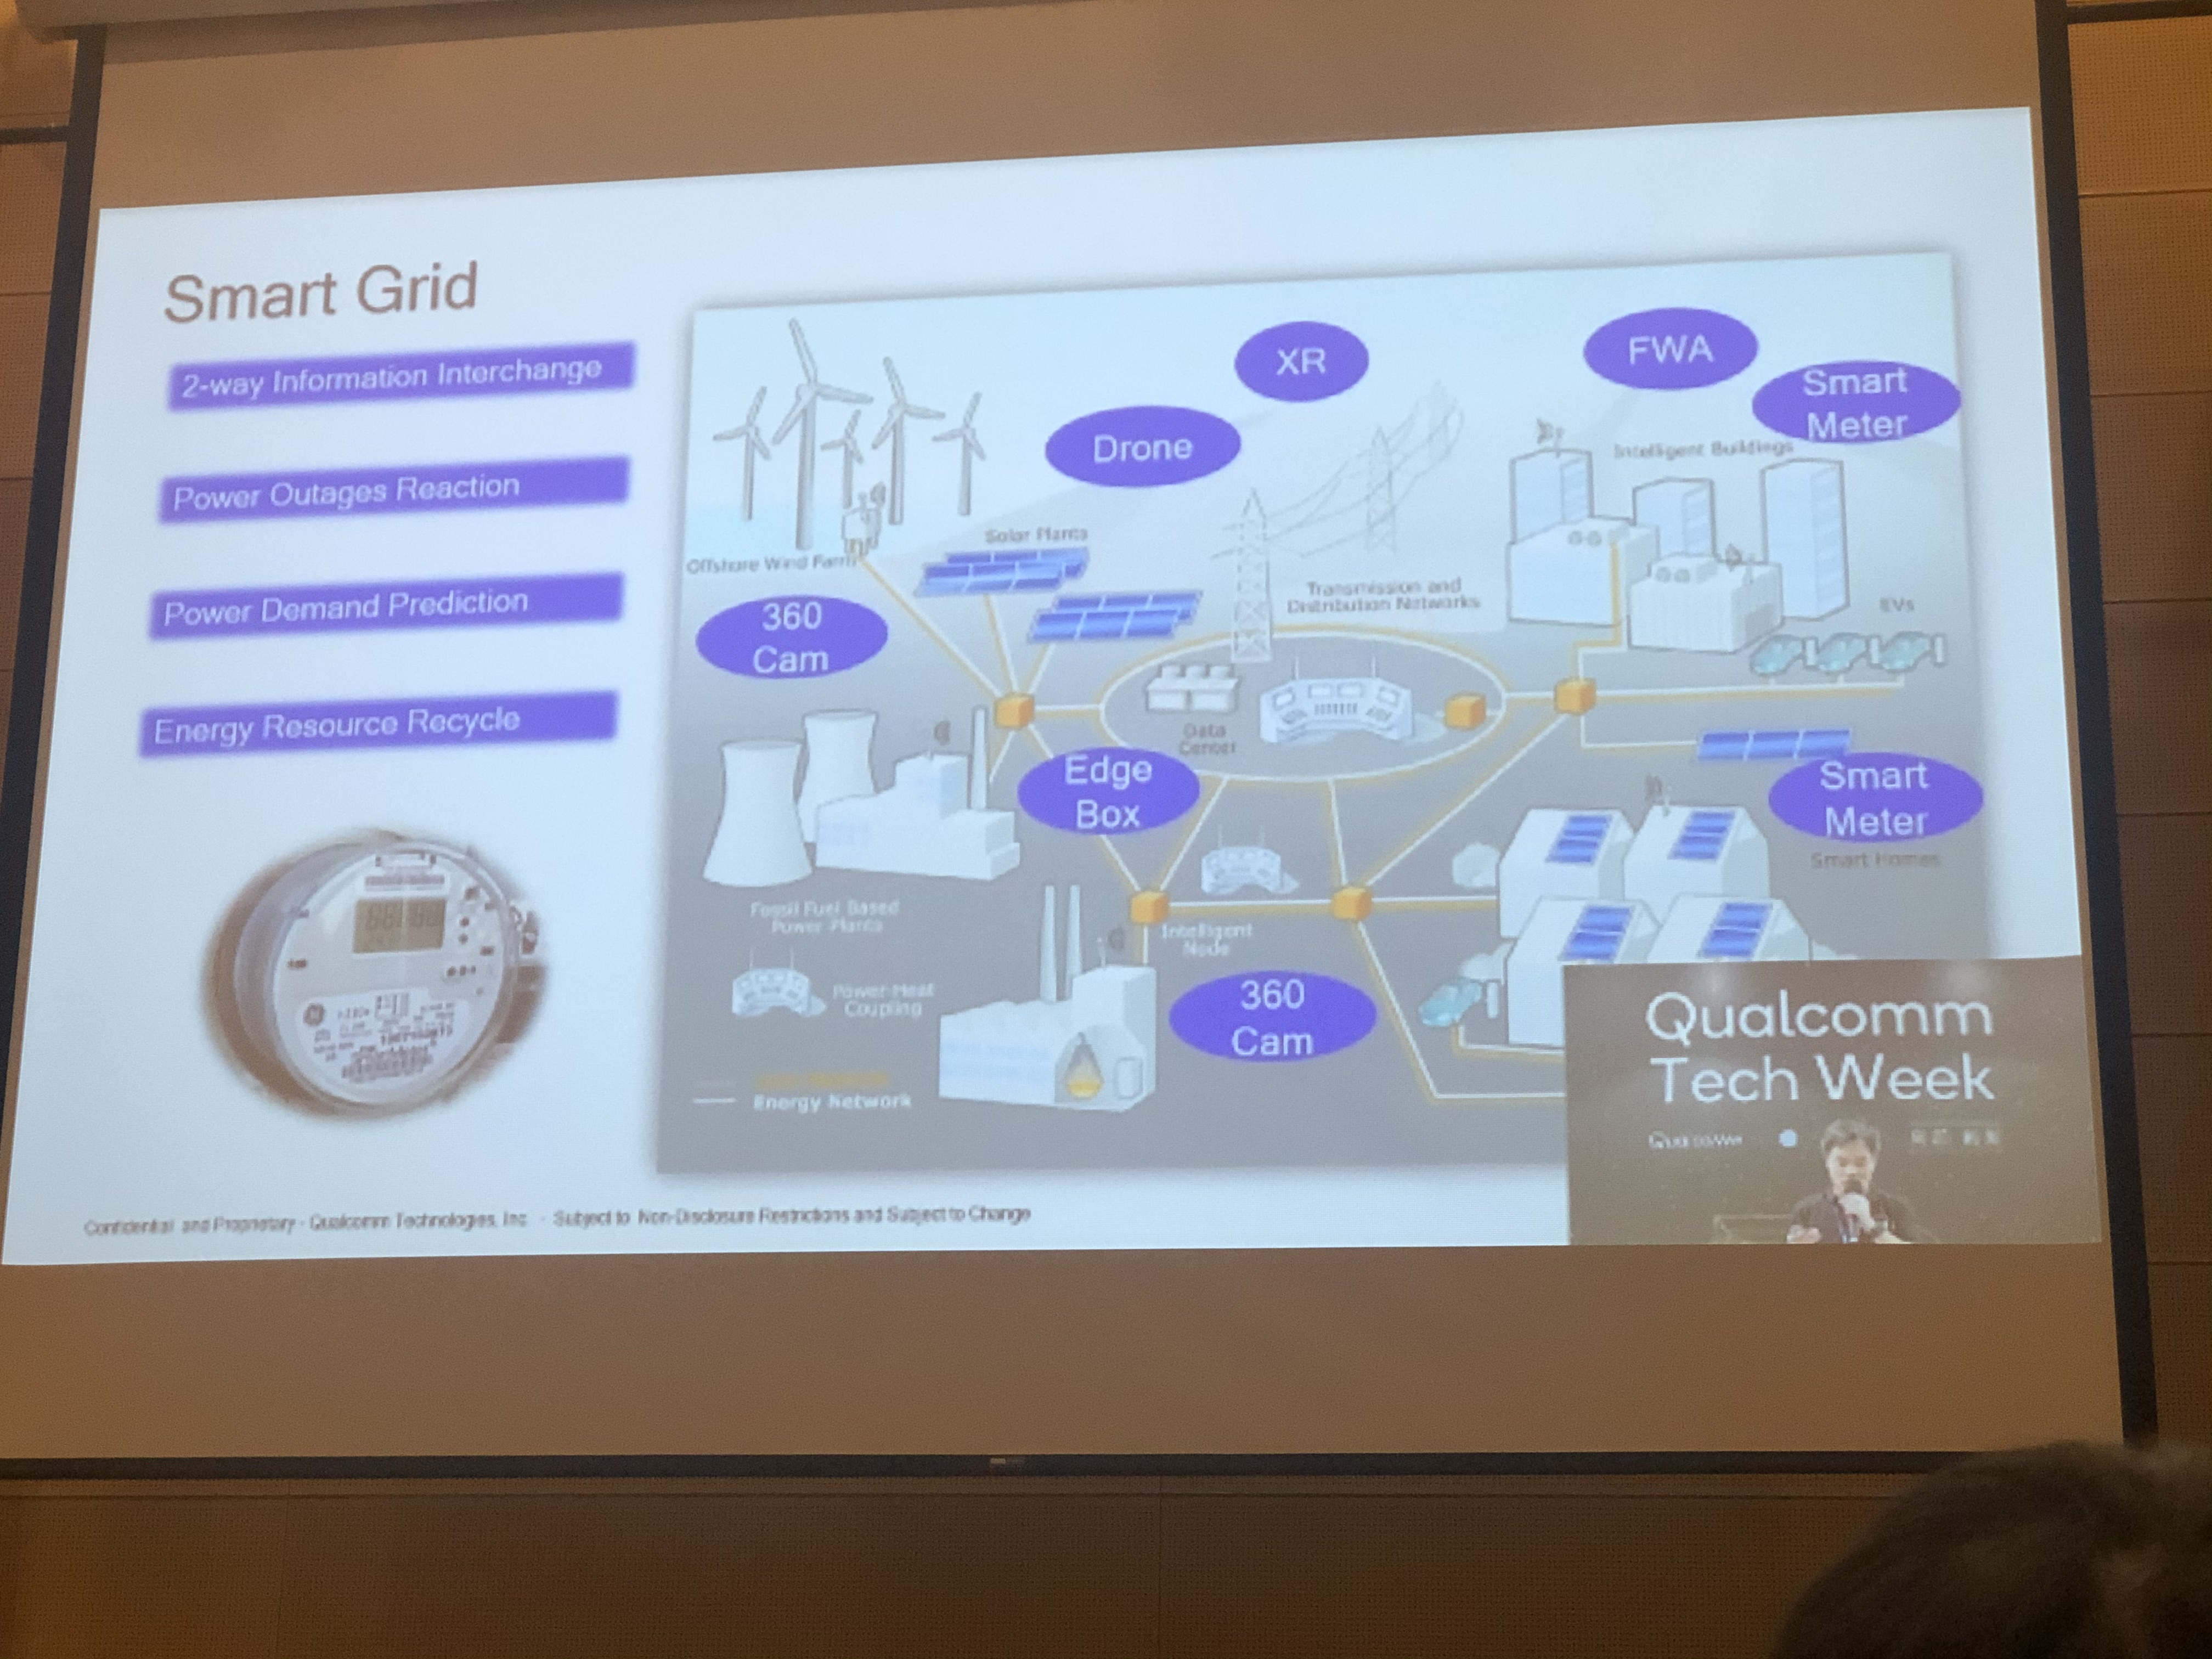 Smart Grid
2-way Information Interchange
Power Outages Reaction
Power Demand Prediction
Energy Resource Recycle
XR
FWA
Smart
Meter
Drone
Intelligent Buildings
Solar Plants
Offshore Wind Farm
Transmission and
Distribution Networks
360
Cam
EVs
Data
Center
Edge
Box
Smart
Meter
Smart Homes
Fossil Fuel Based
Power Plants
Intelligent
Node
Power-Heat
Coupling
360
Cam
Energy Network
Qualcomm
Tech Week
Qualcomm
Confidential and Proprietary - Qualcomm Technologies, Inc. - Subject to Non-Disclosure Restrictions and Subject to Change